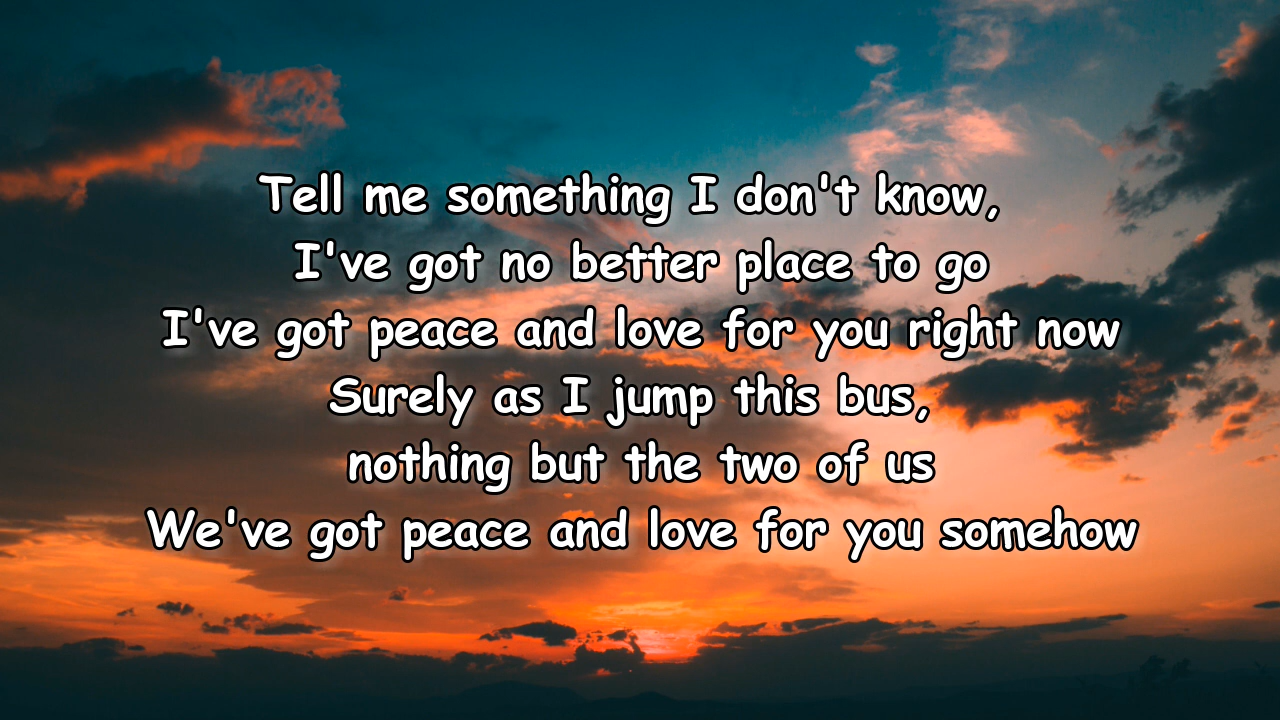 Tell me something I don't know,
I've got no better place to go
I've got peace and love for you right now
Surely as I jump this bus,
nothing but the two of us
We've got peace and love for you somehow